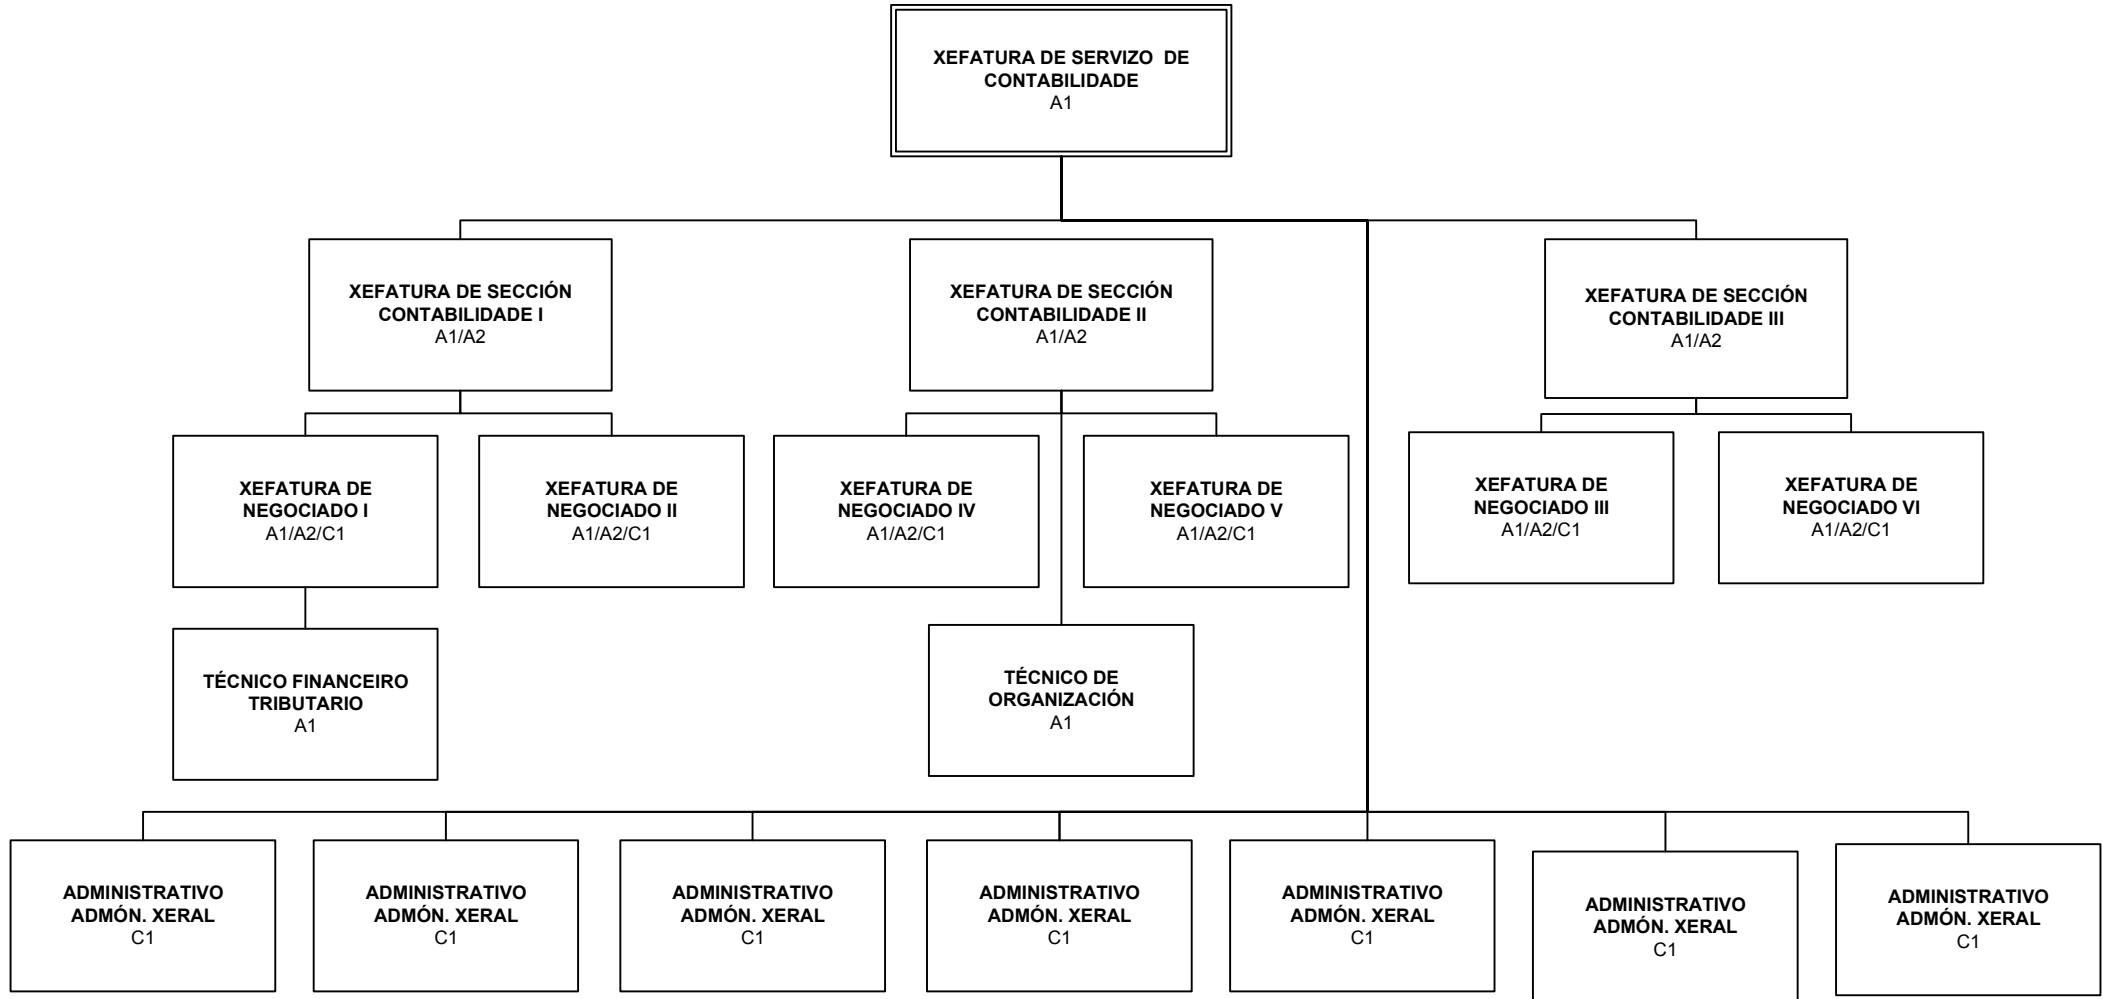 XEFATURA DE SERVIZO DE
CONTABILIDADE
A1
XEFATURA DE SECCIÓN
CONTABILIDADE I
A1/A2
XEFATURA DE SECCIÓN
CONTABILIDADE II
A1/A2
XEFATURA DE SECCIÓN
CONTABILIDADE III
A1/A2
XEFATURA DE
NEGOCIADO I
A1/A2/C1
XEFATURA DE
NEGOCIADO II
A1/A2/C1
XEFATURA DE
NEGOCIADO IV
A1/A2/C1
XEFATURA DE
NEGOCIADO V
A1/A2/C1
XEFATURA DE
NEGOCIADO III
A1/A2/C1
XEFATURA DE
NEGOCIADO VI
A1/A2/C1
TÉCNICO FINANCEIRO
TRIBUTARIO
A1
TÉCNICO DE
ORGANIZACIÓN
A1
ADMINISTRATIVO
ADMÓN. XERAL
C1
ADMINISTRATIVO
ADMÓN. XERAL
C1
ADMINISTRATIVO
ADMÓN. XERAL
C1
ADMINISTRATIVO
ADMÓN. XERAL
C1
ADMINISTRATIVO
ADMÓN. XERAL
C1
ADMINISTRATIVO
ADMÓN. XERAL
C1
ADMINISTRATIVO
ADMÓN. XERAL
C1